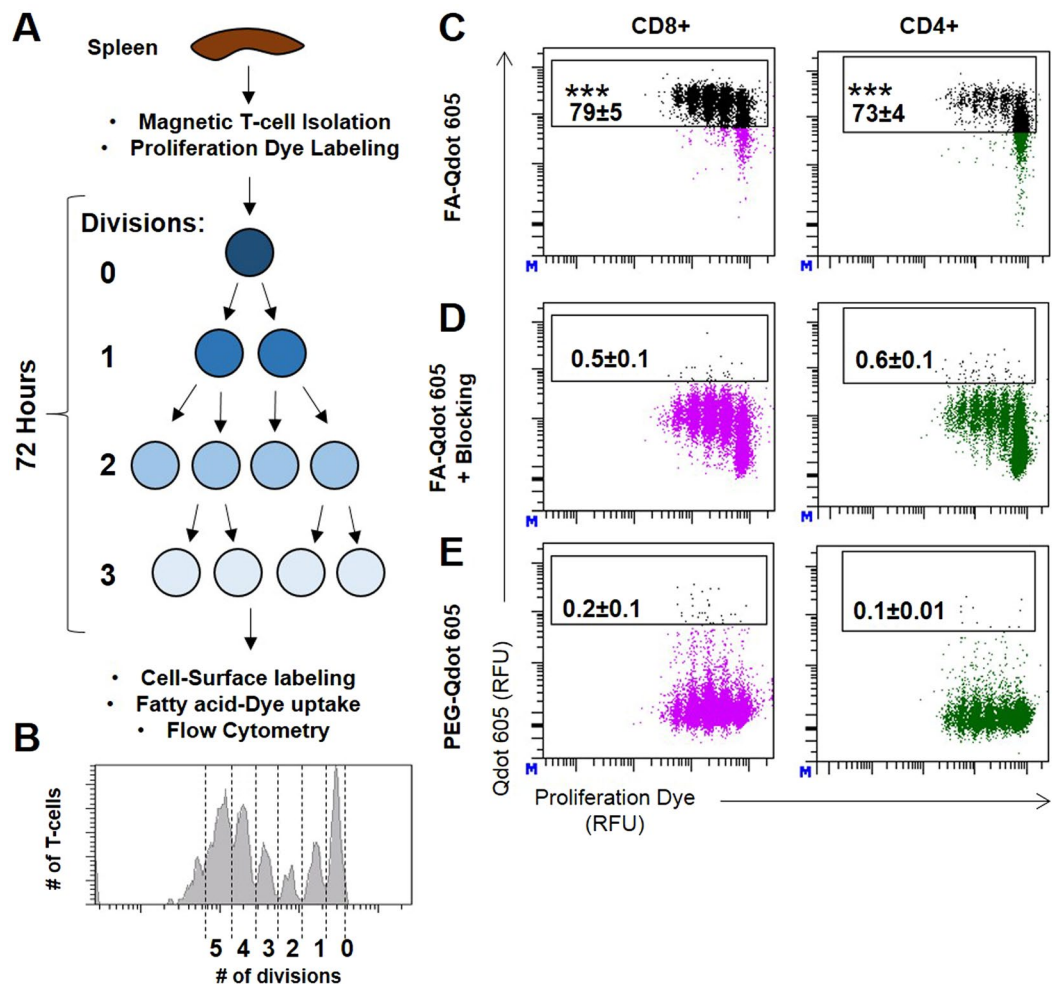 A
Spleen
• Magnetic T-cell Isolation
• Proliferation Dye Labeling
72 Hours
Divisions:
0
1
2
3
• Cell-Surface labeling
• Fatty acid-Dye uptake
• Flow Cytometry
B
# of T-cells
5 4 3 2 1 0
# of divisions
C
CD8+
CD4+
FA-Qdot 605
***
79±5
M
***
73±4
M
D
FA-Qdot 605
+ Blocking
0.5±0.1
M
0.6±0.1
M
E
PEG-Qdot 605
0.2±0.1
M
0.1±0.01
M
Qdot 605 (RFU)
Proliferation Dye
(RFU)